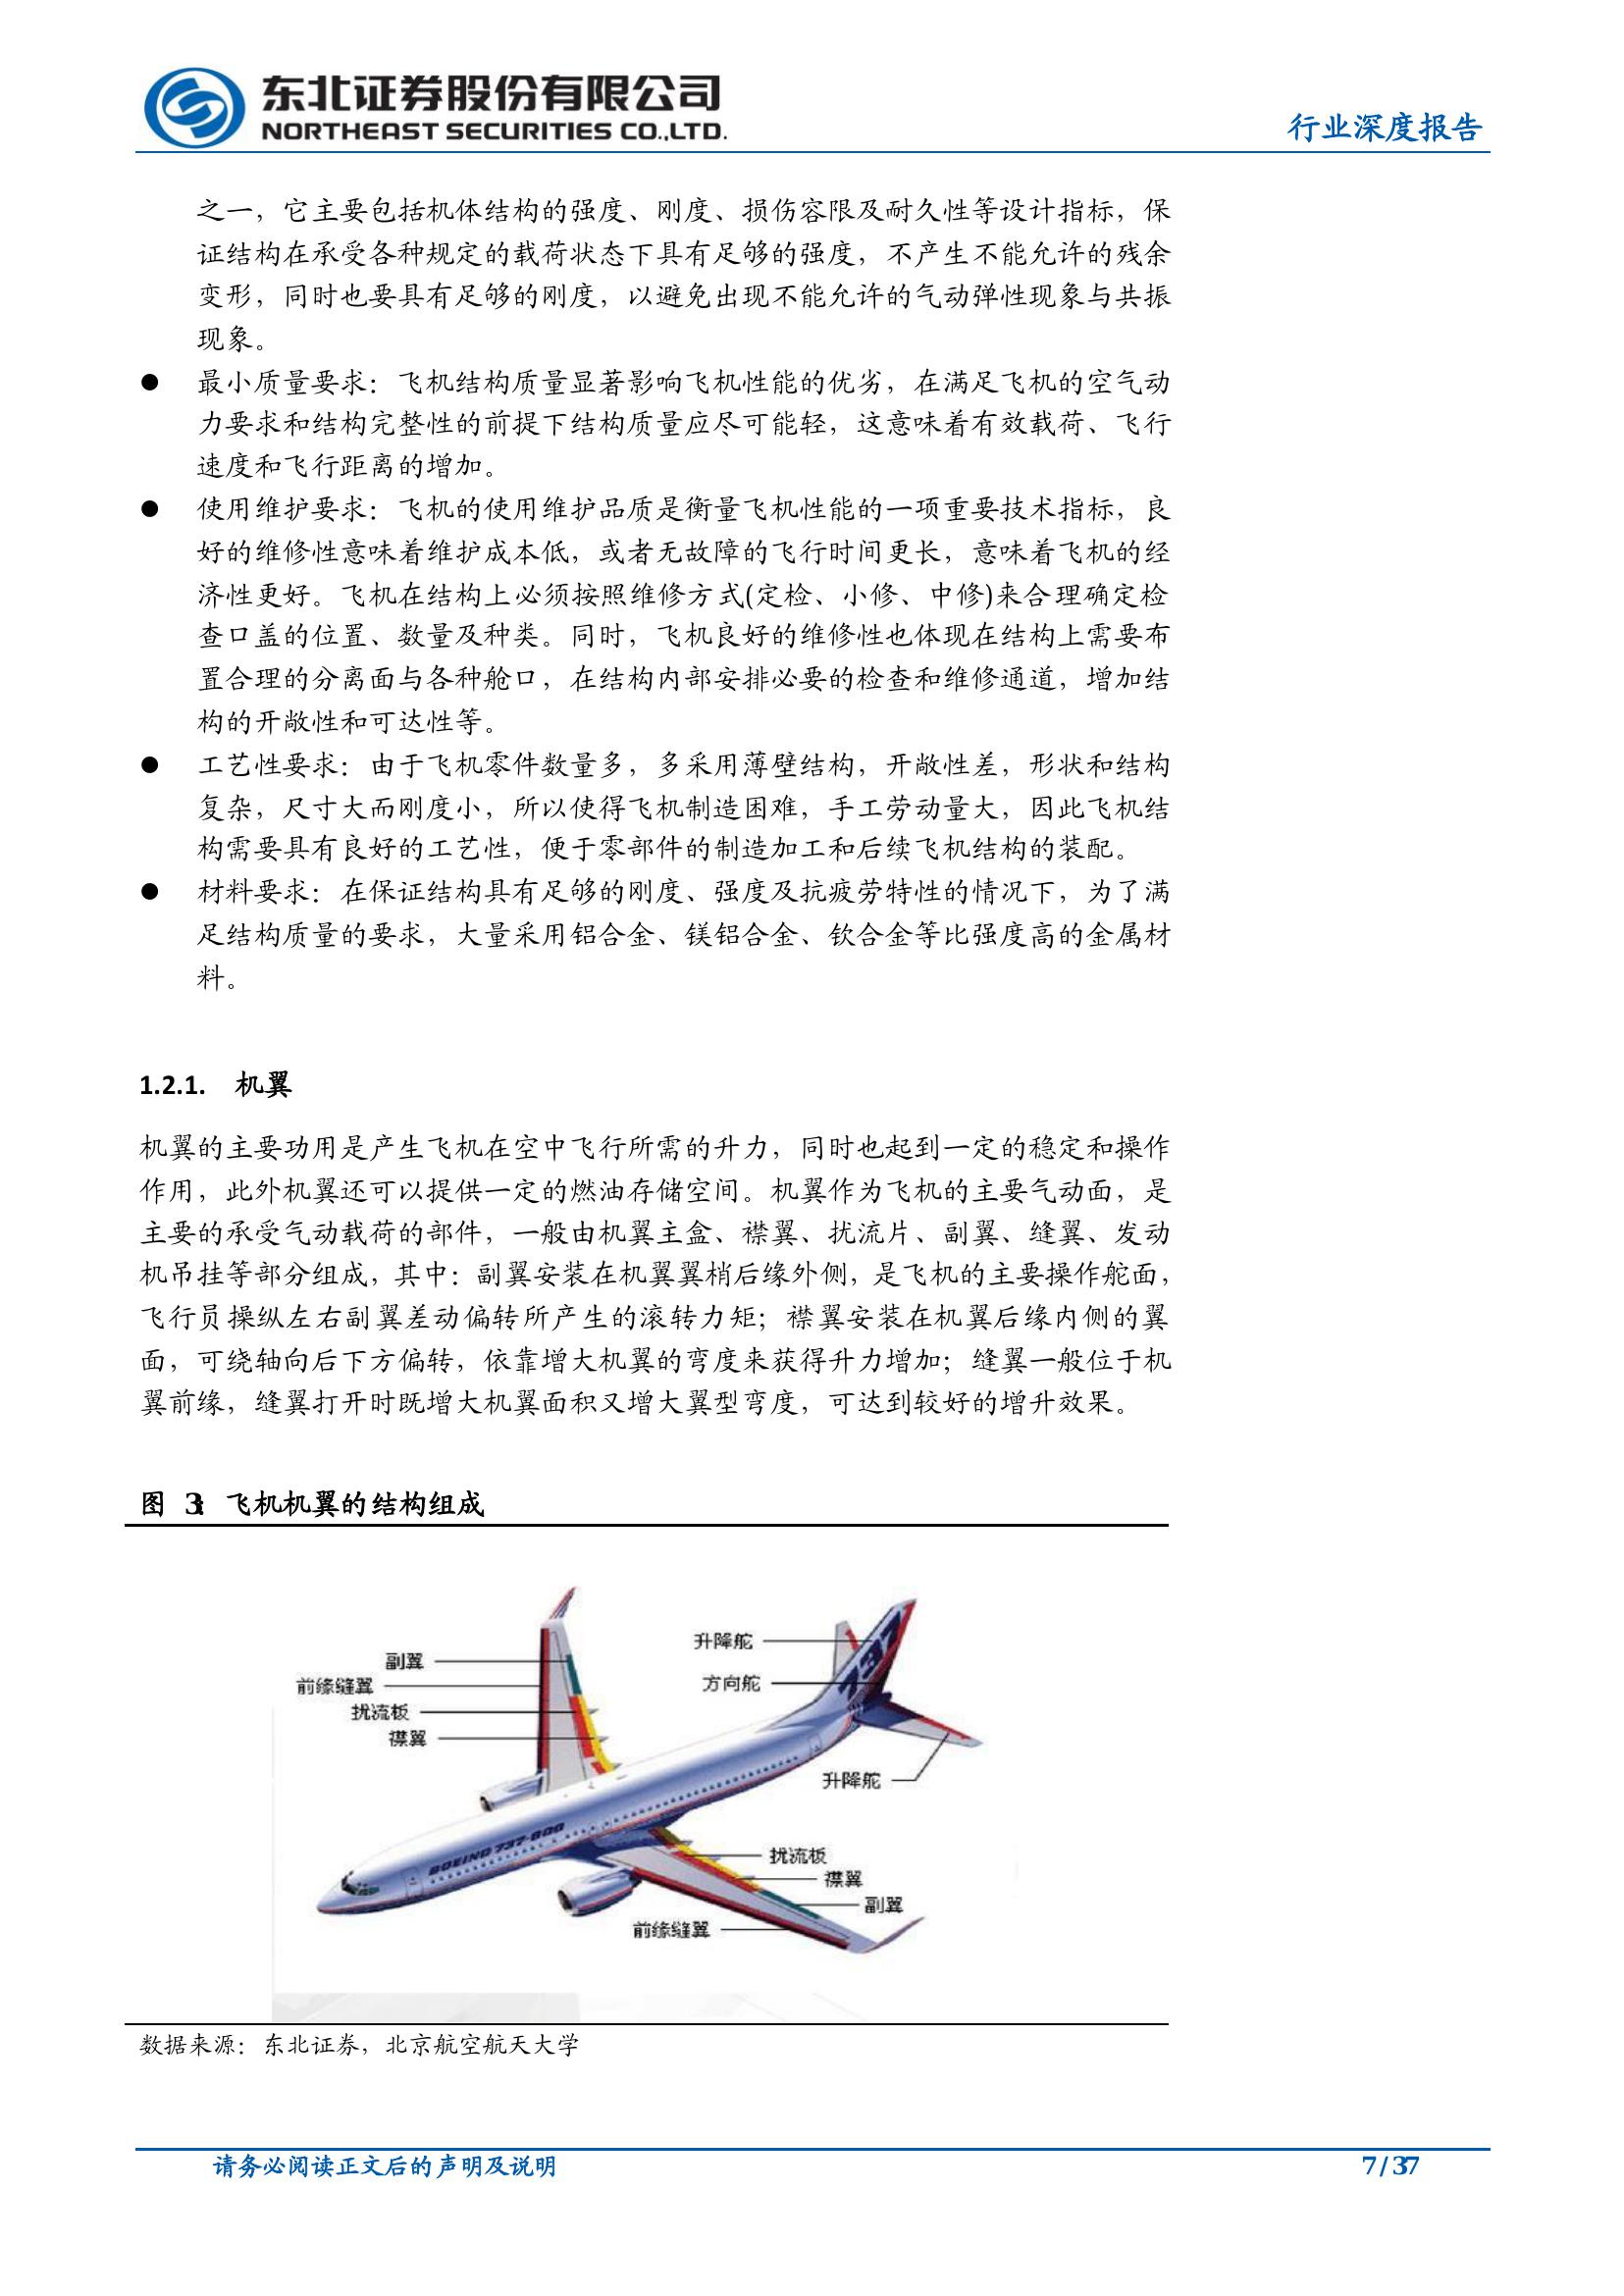 东北证券股份有限公司
NORTHEAST SECURITIES CO.,LTD.
行业深度报告
之一，它主要包括机体结构的强度、刚度、损伤容限及耐久性等设计指标，保
证结构在承受各种规定的载荷状态下具有足够的强度，不产生不能允许的残余
变形，同时也要具有足够的刚度，以避免出现不能允许的气动弹性现象与共振
现象。
● 最小质量要求：飞机结构质量显著影响飞机性能的优劣，在满足飞机的空气动
力要求和结构完整性的前提下结构质量应尽可能轻，这意味着有效载荷、飞行
速度和飞行距离的增加。
● 使用维护要求：飞机的使用维护品质是衡量飞机性能的一项重要技术指标，良
好的维修性意味着维护成本低，或者无故障的飞行时间更长，意味着飞机的经
济性更好。飞机在结构上必须按照维修方式(定检、小修、中修)来合理确定检
查口盖的位置、数量及种类。同时，飞机良好的维修性也体现在结构上需要布
置合理的分离面与各种舱口，在结构内部安排必要的检查和维修通道，增加结
构的开敞性和可达性等。
● 工艺性要求：由于飞机零件数量多，多采用薄壁结构，开敞性差，形状和结构
复杂，尺寸大而刚度小，所以使得飞机制造困难，手工劳动量大，因此飞机结
构需要具有良好的工艺性，便于零部件的制造加工和后续飞机结构的装配。
● 材料要求：在保证结构具有足够的刚度、强度及抗疲劳特性的情况下，为了满
足结构质量的要求，大量采用铝合金、镁铝合金、钦合金等比强度高的金属材
料。
1.2.1. 机翼
机翼的主要功用是产生飞机在空中飞行所需的升力，同时也起到一定的稳定和操作
作用，此外机翼还可以提供一定的燃油存储空间。机翼作为飞机的主要气动面，是
主要的承受气动载荷的部件，一般由机翼主盒、襟翼、扰流片、副翼、缝翼、发动
机吊挂等部分组成，其中：副翼安装在机翼翼梢后缘外侧，是飞机的主要操作舵面，
飞行员操纵左右副翼差动偏转所产生的滚转力矩；襟翼安装在机翼后缘内侧的翼
面，可绕轴向后下方偏转，依靠增大机翼的弯度来获得升力增加；缝翼一般位于机
翼前缘，缝翼打开时既增大机翼面积又增大翼型弯度，可达到较好的增升效果。
图 3：飞机机翼的结构组成
升降舵
副翼
方向舵
前缘缝翼
扰流板
襟翼
升降舵
BOEING 737-800
737
扰流板
襟翼
副翼
前缘缝翼
数据来源：东北证券，北京航空航天大学
请务必阅读正文后的声明及说明
7 / 37